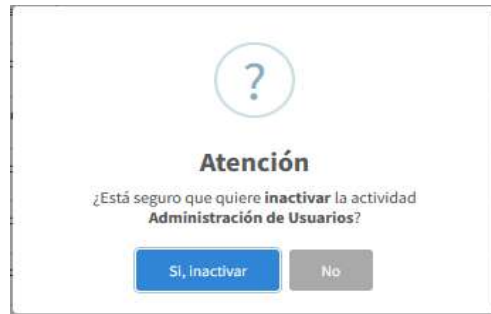 ?
Atención
¿Está seguro que quiere inactivar la actividad
Administración de Usuarios?
Si, inactivar
No